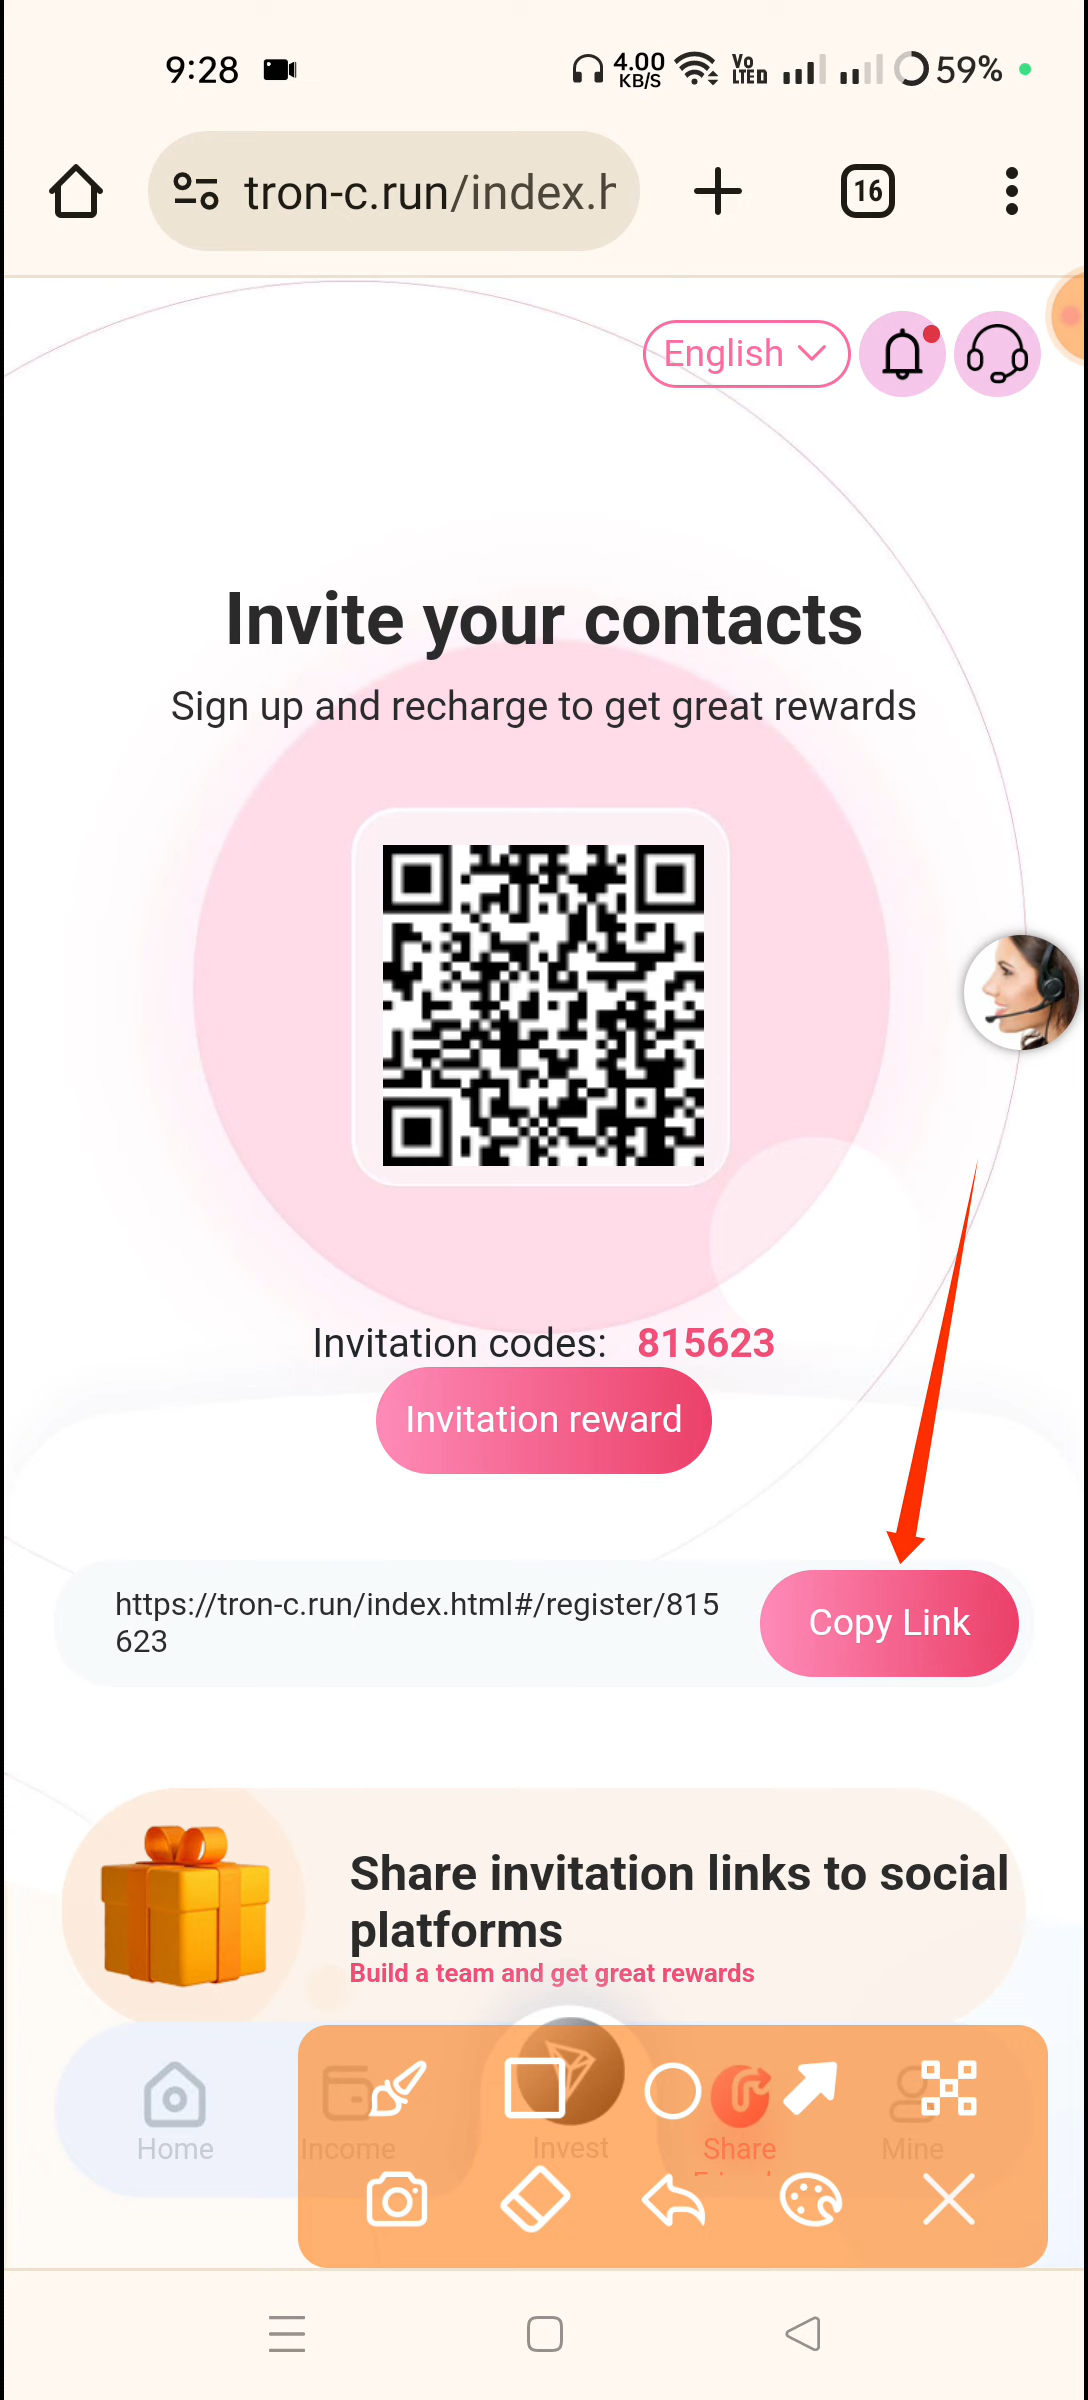 9:28 4.00 KB/S Vo LTE 59%
tron-c.run/index.h
16
English
Invite your contacts
Sign up and recharge to get great rewards
Invitation codes: 815623
Invitation reward
https://tron-c.run/index.html#/register/815
623
Copy Link
Share invitation links to social
platforms
Build a team and get great rewards
Home Income Invest Share Mine